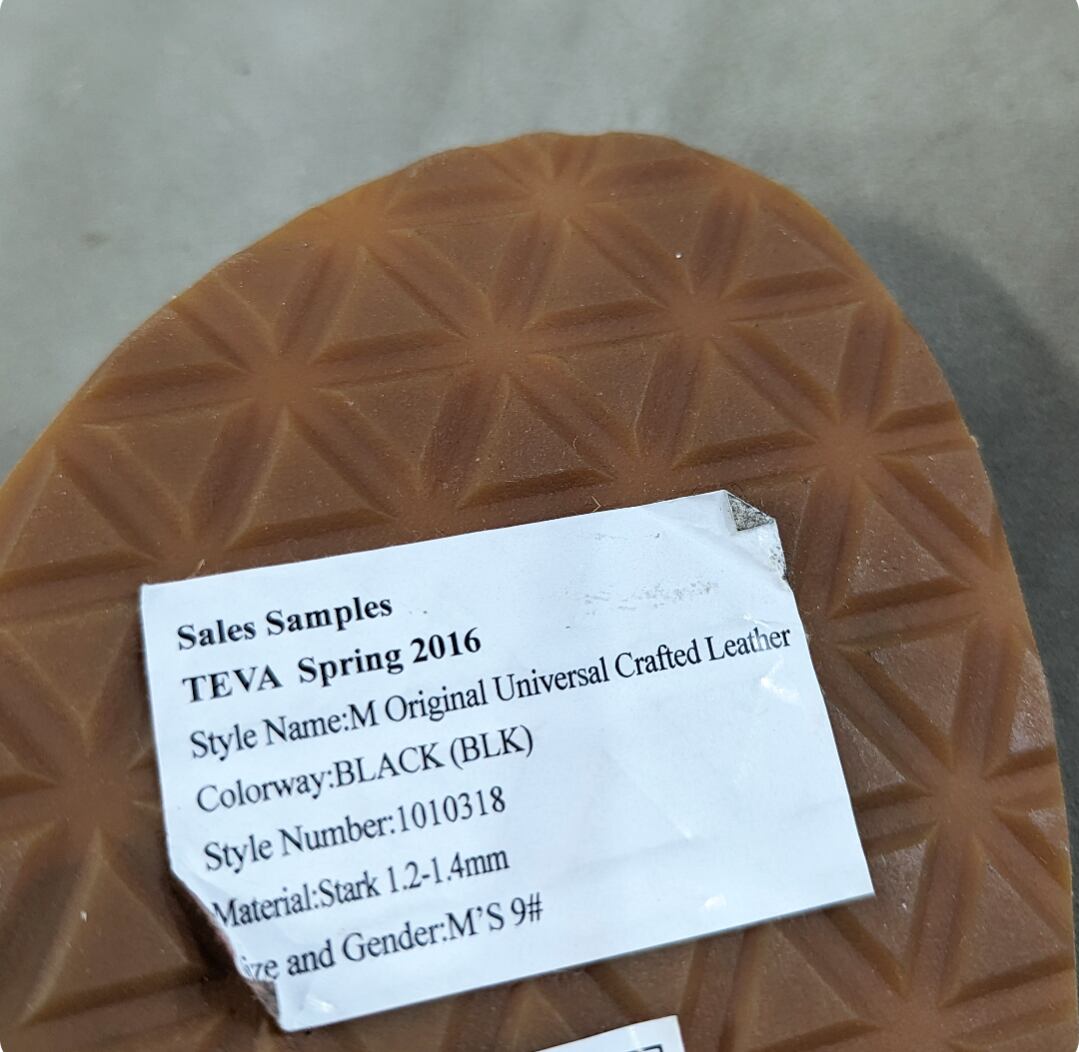 Sales Samples
TEVA Spring 2016
Style Name:M Original Universal Crafted Leather
Colorway:BLACK (BLK)
Style Number:1010318
Material:Stark 1.2-1.4mm
ize and Gender:M'S 9#